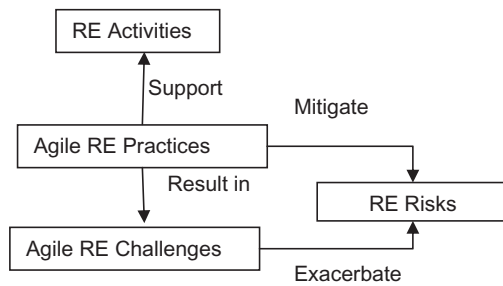 RE Activities
Support
Mitigate
Agile RE Practices
Result in
RE Risks
Agile RE Challenges
Exacerbate